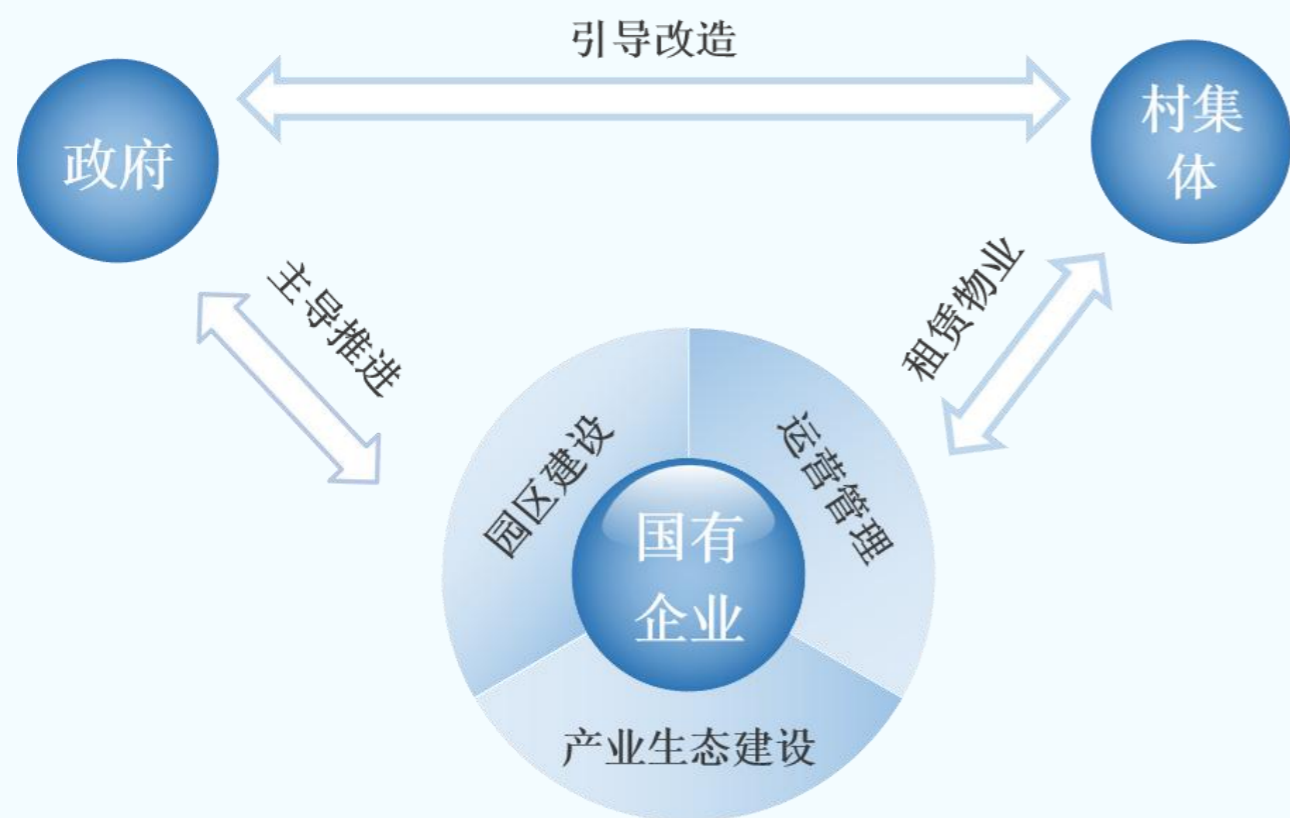 引导改造
政府
村集
体
主导推进
租赁物业
园区建设
运营管理
国有
企业
产业生态建设